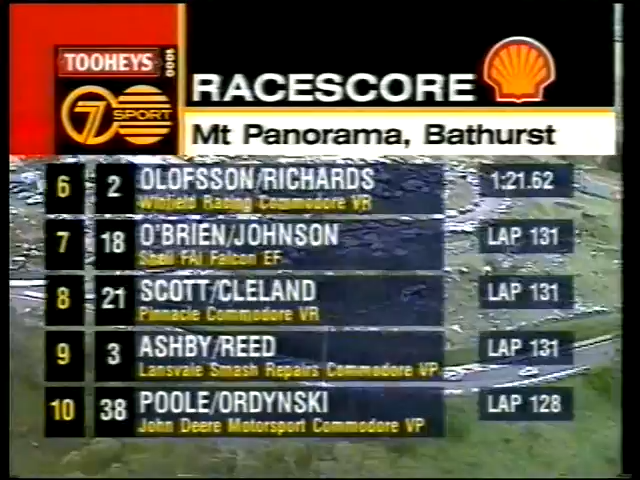 TOOHEYS
1000
7 SPORT
RACESCORE
Mt Panorama, Bathurst
6 2 OLOFSSON/RICHARDS 1:21.62
Winfield Racing Commodore VR
7 18 O'BRIEN/JOHNSON LAP 131
Shell FAI Falcon EF
8 21 SCOTT/CLELAND LAP 131
Pinnacle Commodore VR
9 3 ASHBY/REED LAP 131
Lansvale Smash Repairs Commodore VP
10 38 POOLE/ORDYNSKI LAP 128
John Deere Motorsport Commodore VP